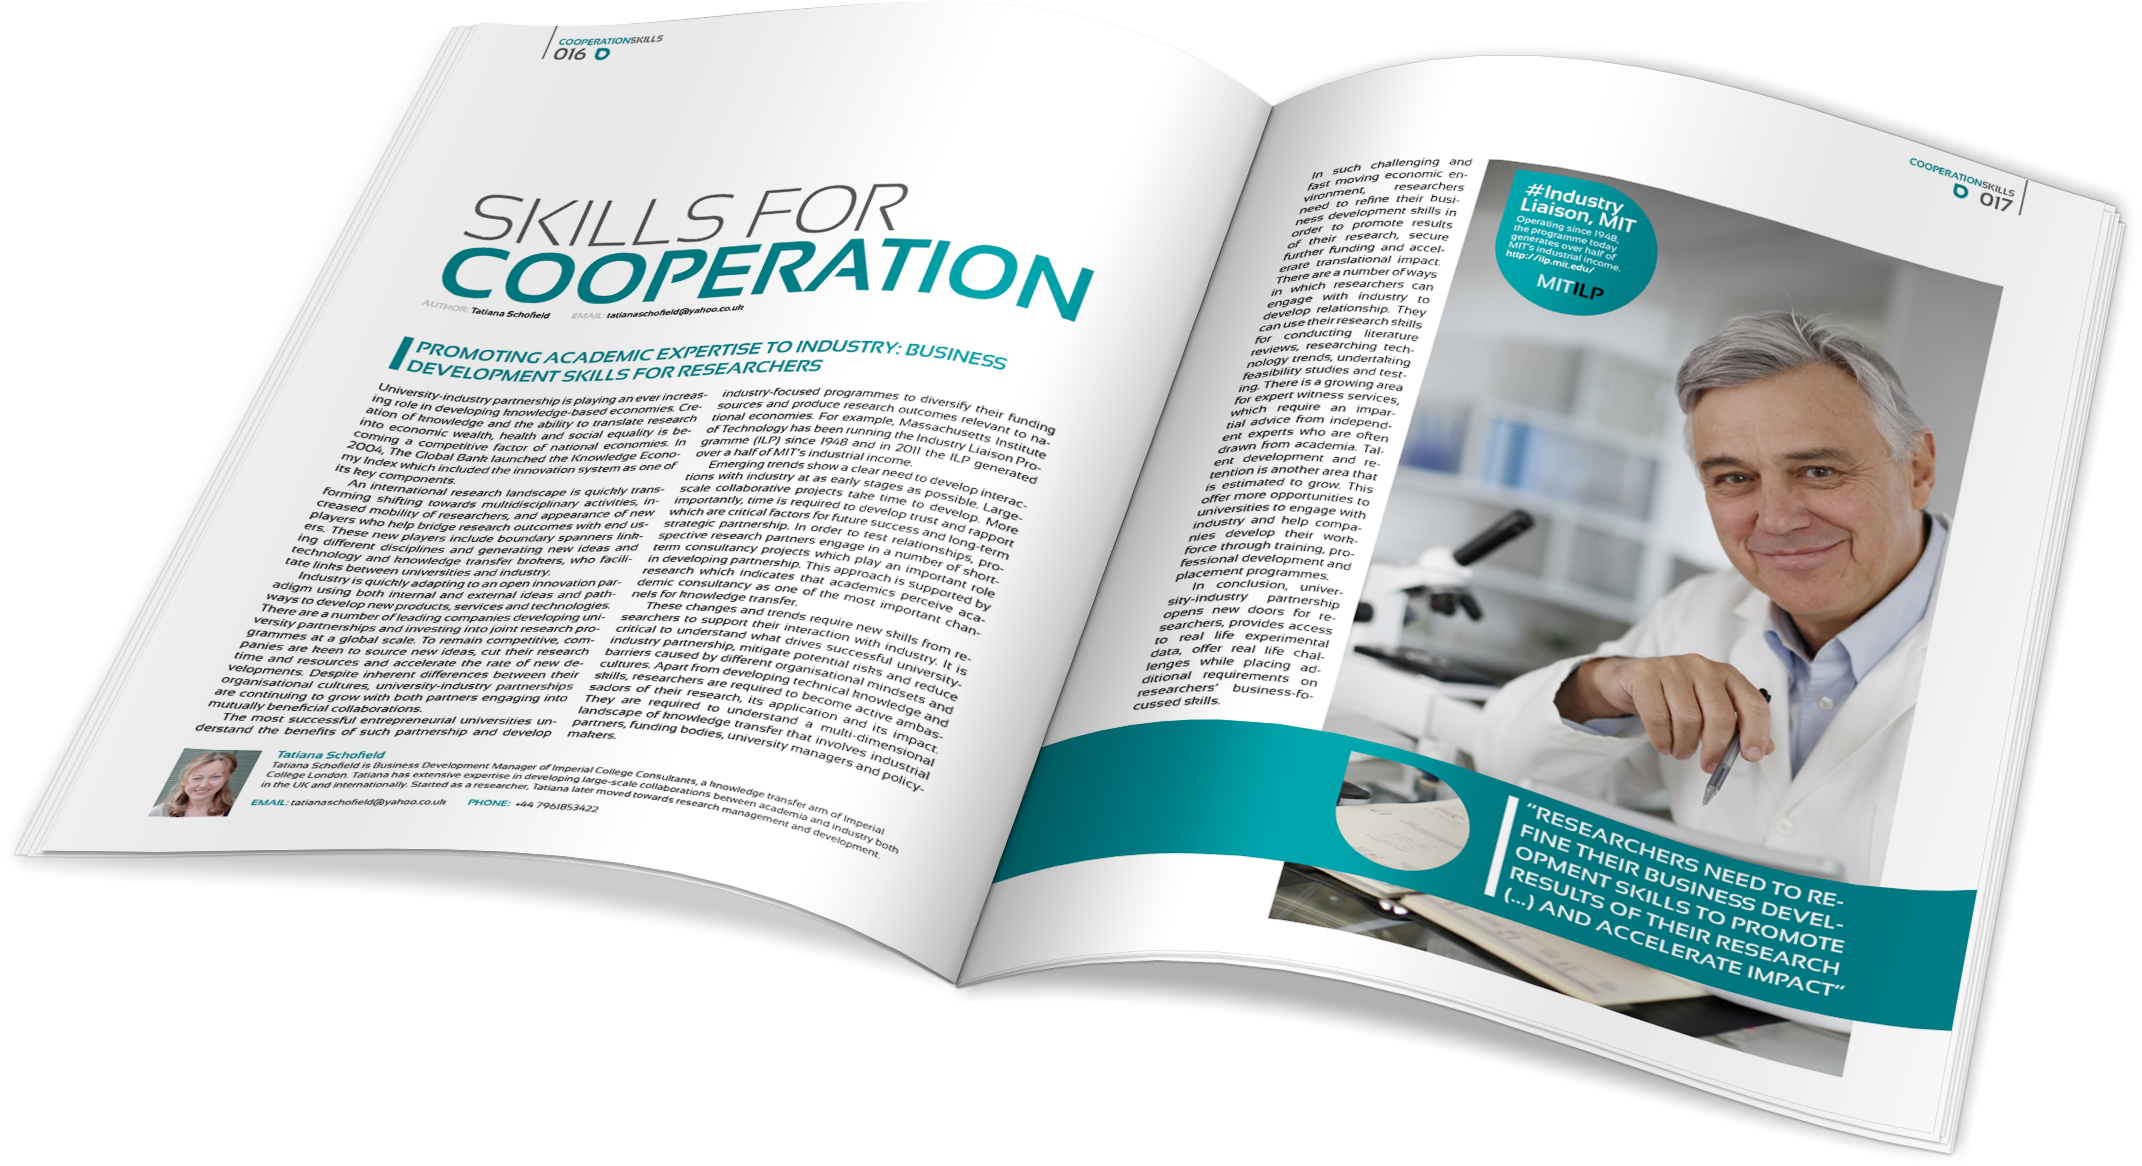 COOPERATIONSKILLS
016
SKILLS FOR
COOPERATION
AUTHOR: Tatiana Schofield EMAIL: tatianaschofield@yahoo.co.uk
PROMOTING ACADEMIC EXPERTISE TO INDUSTRY: BUSINESS
DEVELOPMENT SKILLS FOR RESEARCHERS
University-industry partnership is playing an ever increas-
ing role in developing knowledge-based economies. Cre-
ation of knowledge and the ability to translate research
into economic wealth, health and social equality is be-
coming a competitive factor of national economies. In
2004, The Global Bank launched the Knowledge Econo-
my Index which included the innovation system as one of
its key components.
An international research landscape is quickly trans-
forming shifting towards multidisciplinary activities, in-
creased mobility of researchers, and appearance of new
players who help bridge research outcomes with end us-
ers. These new players include boundary spanners link-
ing different disciplines and generating new ideas and
technology and knowledge transfer brokers, who facili-
tate links between universities and industry.
Industry is quickly adapting to an open innovation par-
adigm using both internal and external ideas and path-
ways to develop new products, services and technologies.
There are a number of leading companies developing uni-
versity partnerships and investing into joint research pro-
grammes at a global scale. To remain competitive, com-
panies are keen to source new ideas, cut their research
time and resources and accelerate the rate of new de-
velopments. Despite inherent differences between their
organisational cultures, university-industry partnerships
are continuing to grow with both partners engaging into
mutually beneficial collaborations.
The most successful entrepreneurial universities un-
derstand the benefits of such partnership and develop
industry-focused programmes to diversify their funding
sources and produce research outcomes relevant to na-
tional economies. For example, Massachusetts Institute
of Technology has been running the Industry Liaison Pro-
gramme (ILP) since 1948 and in 2011 the ILP generated
over a half of MIT's industrial income.
Emerging trends show a clear need to develop interac-
tions with industry at as early stages as possible. Large-
scale collaborative projects take time to develop. More
importantly, time is required to develop trust and rapport
which are critical factors for future success and long-term
strategic partnership. In order to test relationships, pro-
spective research partners engage in a number of short-
term consultancy projects which play an important role
in developing partnership. This approach is supported by
research which indicates that academics perceive aca-
demic consultancy as one of the most important chan-
nels for knowledge transfer.
These changes and trends require new skills from re-
searchers to support their interaction with industry. It is
critical to understand what drives successful university-
industry partnership, mitigate potential risks and reduce
barriers caused by different organisational mindsets and
cultures. Apart from developing technical knowledge and
skills, researchers are required to become active ambas-
sadors of their research, its application and its impact.
They are required to understand a multi-dimensional
landscape of knowledge transfer that involves industrial
partners, funding bodies, university managers and policy-
makers.
Tatiana Schofield
Tatiana Schofield is Business Development Manager of Imperial College Consultants, a knowledge transfer arm of Imperial
College London. Tatiana has extensive expertise in developing large-scale collaborations between academia and industry both
in the UK and internationally. Started as a researcher, Tatiana later moved towards research management and development.
EMAIL: tatianaschofield@yahoo.co.uk PHONE: +44 7961853422
COOPERATIONSKILLS
017
In such challenging and
fast moving economic en-
vironment, researchers
need to refine their busi-
ness development skills in
order to promote results
of their research, secure
further funding and accel-
erate translational impact.
There are a number of ways
in which researchers can
engage with industry to
develop relationship. They
can use their research skills
for conducting literature
reviews, researching tech-
nology trends, undertaking
feasibility studies and test-
ing. There is a growing area
for expert witness services,
which require an impar-
tial advice from independ-
ent experts who are often
drawn from academia. Tal-
ent development and re-
tention is another area that
is estimated to grow. This
offer more opportunities to
universities to engage with
industry and help compa-
nies develop their work-
force through training, pro-
fessional development and
placement programmes.
In conclusion, univer-
sity-industry partnership
opens new doors for re-
searchers, provides access
to real life experimental
data, offer real life chal-
lenges while placing ad-
ditional requirements on
researchers' business-fo-
cussed skills.
#Industry
Liaison, MIT
Operating since 1948,
the programme today
generates over half of
MIT's industrial income.
http://ilp.mit.edu/
MITILP
"RESEARCHERS NEED TO RE-
FINE THEIR BUSINESS DEVEL-
OPMENT SKILLS TO PROMOTE
RESULTS OF THEIR RESEARCH
(...) AND ACCELERATE IMPACT"